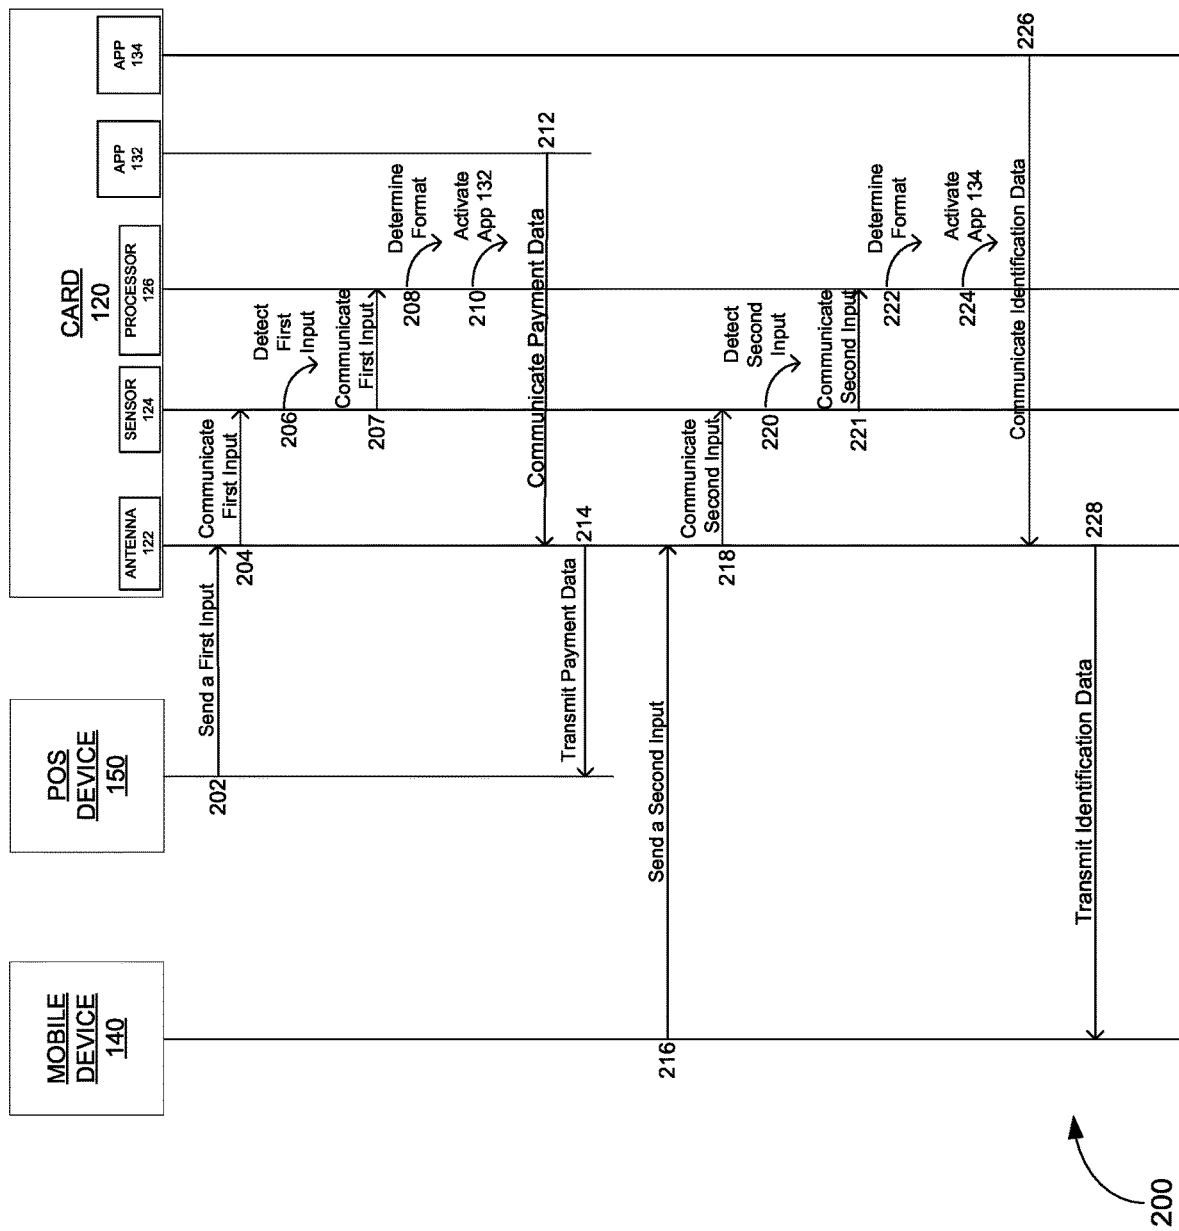 MOBILE
DEVICE
140
POS
DEVICE
150
CARD
120
ANTENNA
122
SENSOR
124
PROCESSOR
126
APP
132
APP
134
202
Send a First Input
204
Communicate
First Input
206
Detect
First
Input
207
Communicate
First Input
208
Determine
Format
210
Activate
App 132
212
Communicate Payment Data
214
Transmit Payment Data
216
Send a Second Input
218
Communicate
Second Input
220
Detect
Second
Input
221
Communicate
Second Input
222
Determine
Format
224
Activate
App 134
226
Communicate Identification Data
228
Transmit Identification Data
200